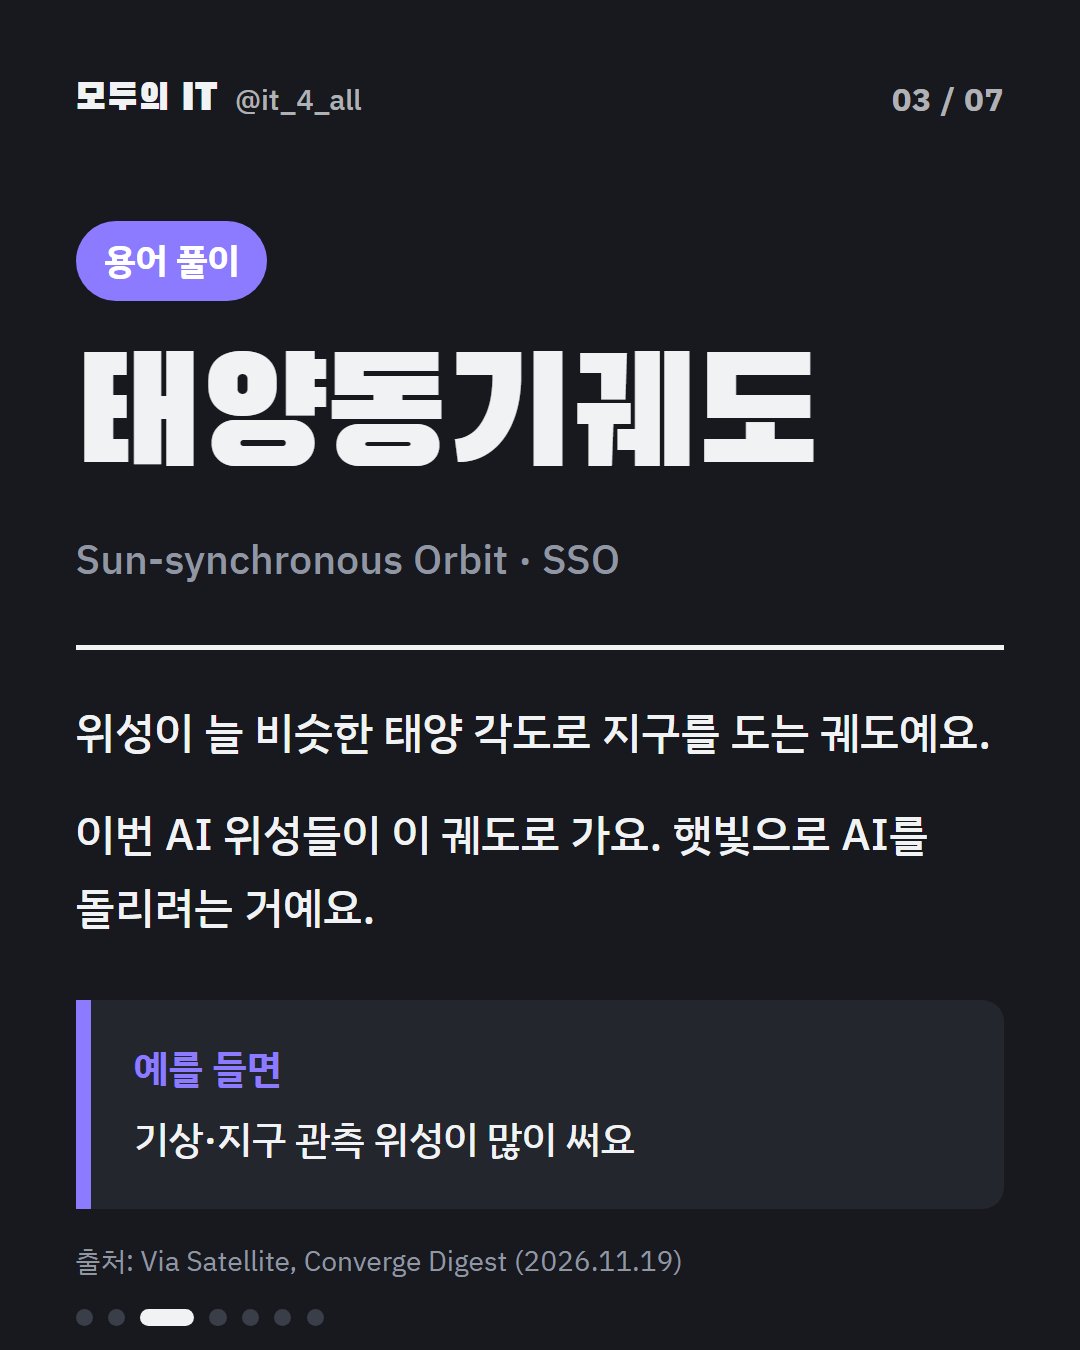 모두의 IT @it_4_all
03 / 07
용어 풀이
태양동기궤도
Sun-synchronous Orbit · SSO
위성이 늘 비슷한 태양 각도로 지구를 도는 궤도예요.
이번 AI 위성들이 이 궤도로 가요. 햇빛으로 AI를
돌리려는 거예요.
예를 들면
기상·지구 관측 위성이 많이 써요
출처: Via Satellite, Converge Digest (2026.11.19)